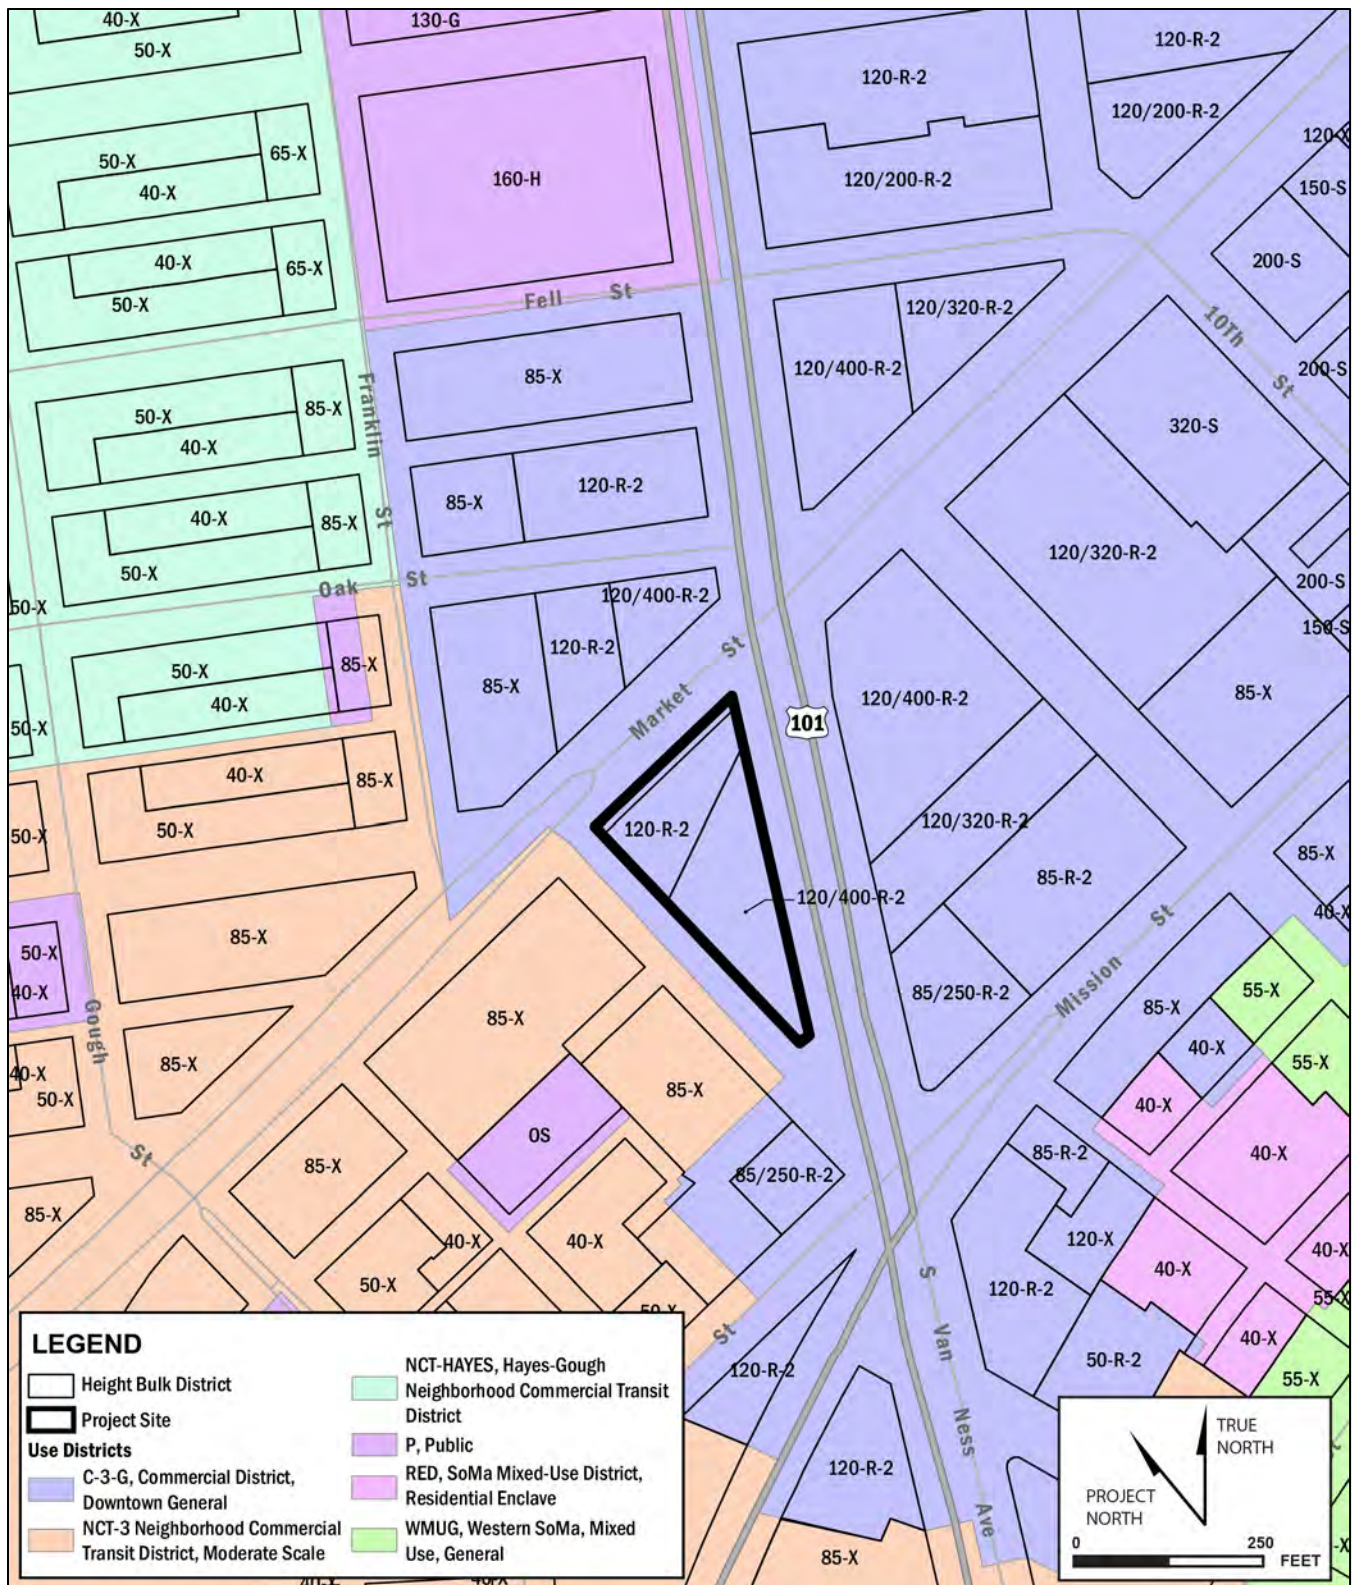 40-X
130-G
50-X
120-R-2
120-R-2
120/200-R-2
65-X
50-X
40-X
160-H
120/200-R-2
150-S
40-X
65-X
50-X
200-S
Fell St
120/320-R-2
10Th St
85-X
120/400-R-2
200-S
Franklin St
50-X
85-X
40-X
320-S
85-X
120-R-2
40-X
85-X
50-X
120/320-R-2
200-S
Oak St
120/400-R-2
50-X
150-S
120-R-2
50-X
85-X
40-X
85-X
Market St
120/400-R-2
85-X
50-X
101
40-X
85-X
50-X
50-X
120-R-2
120/320-R-2
85-R-2
85-X
120/400-R-2
40-X
85-X
50-X
40-X
Mission St
85/250-R-2
85-X
55-X
Gough St
85-X
85-X
40-X
55-X
40-X
50-X
85-X
40-X
OS
85-X
85/250-R-2
85-R-2
40-X
85-X
40-X
40-X
50-X
120-X
40-X
40-X
120-R-2
55-X
S Van Ness Ave
St
40-X
120-R-2
50-R-2
55-X
120-R-2
85-X
LEGEND
Height Bulk District
Project Site
Use Districts
C-3-G, Commercial District,
Downtown General
NCT-3 Neighborhood Commercial
Transit District, Moderate Scale
NCT-HAYES, Hayes-Gough
Neighborhood Commercial Transit
District
P, Public
RED, SoMa Mixed-Use District,
Residential Enclave
WMUG, Western SoMa, Mixed
Use, General
TRUE
NORTH
PROJECT
NORTH
0 250
FEET